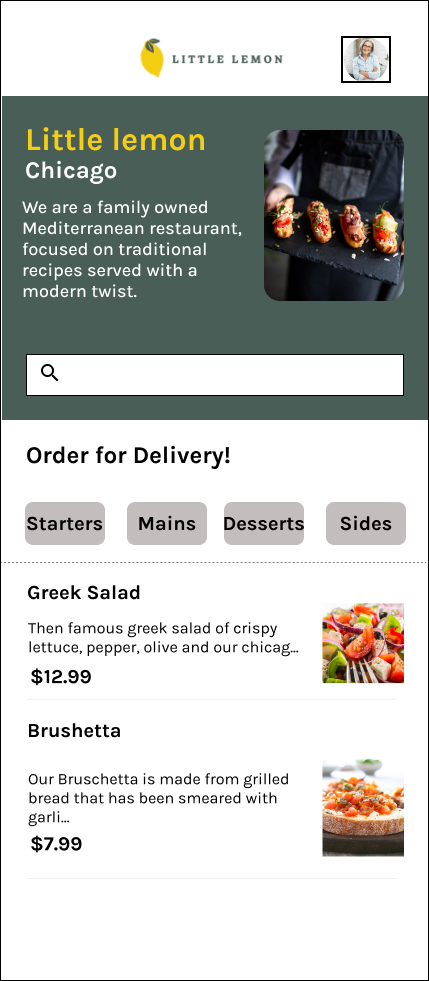 LITTLE LEMON
Little lemon
Chicago
We are a family owned
Mediterranean restaurant,
focused on traditional
recipes served with a
modern twist.
Order for Delivery!
Starters Mains Desserts Sides
Greek Salad
Then famous greek salad of crispy
lettuce, pepper, olive and our chicag...
$12.99
Brushetta
Our Bruschetta is made from grilled
bread that has been smeared with
garli...
$7.99